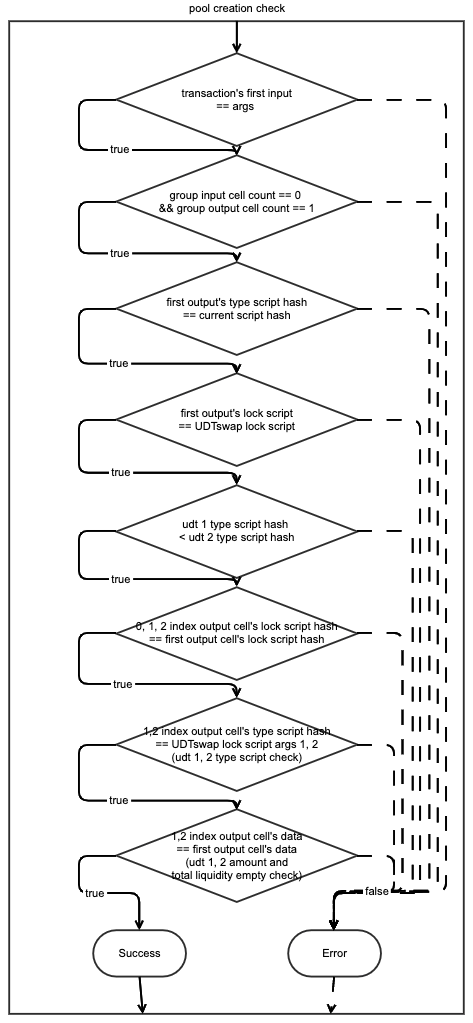 pool creation check
transaction's first input
== args
true
group input cell count == 0
&& group output cell count == 1
true
first output's type script hash
== current script hash
true
first output's lock script
== UDTswap lock script
true
udt 1 type script hash
< udt 2 type script hash
true
0, 1, 2 index output cell's lock script hash
== first output cell's lock script hash
true
1,2 index output cell's type script hash
== UDTswap lock script args 1, 2
(udt 1, 2 type script check)
true
1,2 index output cell's data
== first output cell's data
(udt 1, 2 amount and
total liquidity empty check)
true
false
Success
Error